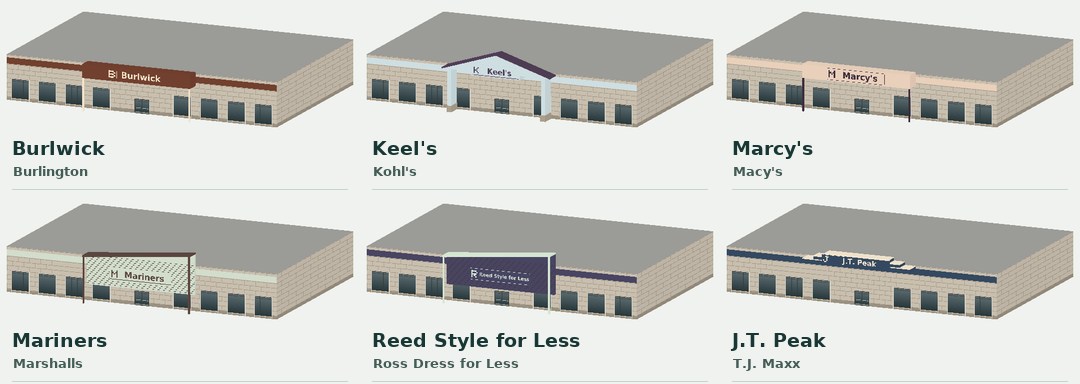 B Burlwick
K Keel's
M Marcy's
Burlwick
Keel's
Marcy's
Burlington
Kohl's
Macy's
M Mariners
R Reed Style for Less
J.T. Peak
Mariners
Reed Style for Less
J.T. Peak
Marshalls
Ross Dress for Less
T.J. Maxx